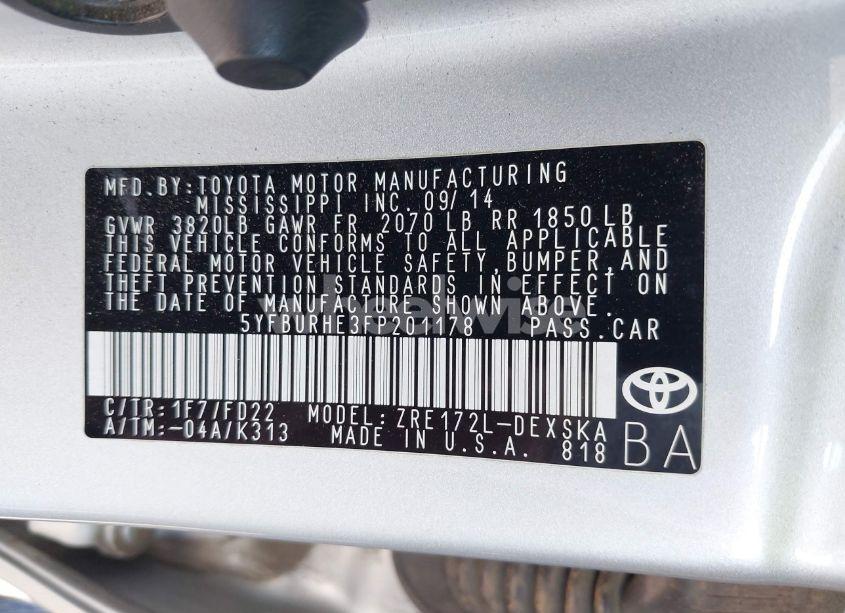 MFD.BY:TOYOTA MOTOR MANUFACTURING
MISSISSIPPI INC. 09/14
GVWR 3820LB GAWR FR 2070 LB RR 1850 LB
THIS VEHICLE CONFORMS TO ALL APPLICABLE
FEDERAL MOTOR VEHICLE SAFETY,BUMPER,AND
THEFT PREVENTION STANDARDS IN EFFECT ON
THE DATE OF MANUFACTURE SHOWN ABOVE.
5YFBURHE3FP201178 PASS.CAR
C/TR:1F7/FD22 MODEL:ZRE172L-DEXSKA
A/TM:-04A/K313 MADE IN U.S.A. 818
BA